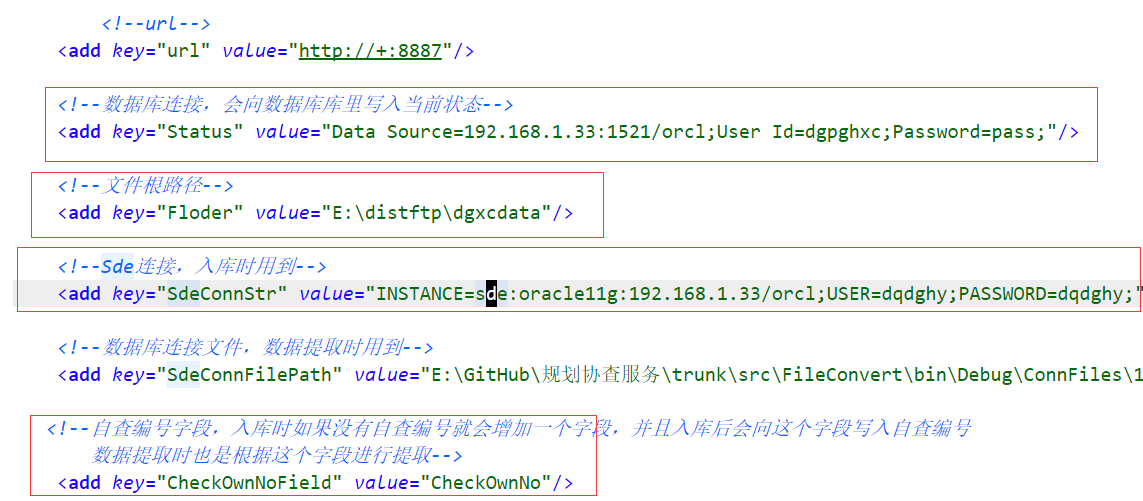 <!--url-->
<add key="url" value="http://+:8887"/>
<!--数据库连接，会向数据库库里写入当前状态-->
<add key="Status" value="Data Source=192.168.1.33:1521/orcl;User Id=dgpghxc;Password=pass;"/>
<!--文件根路径-->
<add key="Floder" value="E:\distftp\dgxcdata"/>
<!--Sde连接，入库时用到-->
<add key="SdeConnStr" value="INSTANCE=sde:oracle11g:192.168.1.33/orcl;USER=dqdghy;PASSWORD=dqdghy;"
<!--数据库连接文件，数据提取时用到-->
<add key="SdeConnFilePath" value="E:\GitHub\规划协查服务\trunk\src\FileConvert\bin\Debug\ConnFiles\1
<!--自查编号字段，入库时如果没有自查编号就会增加一个字段，并且入库后会向这个字段写入自查编号
数据提取时也是根据这个字段进行提取-->
<add key="CheckOwnNoField" value="CheckOwnNo"/>